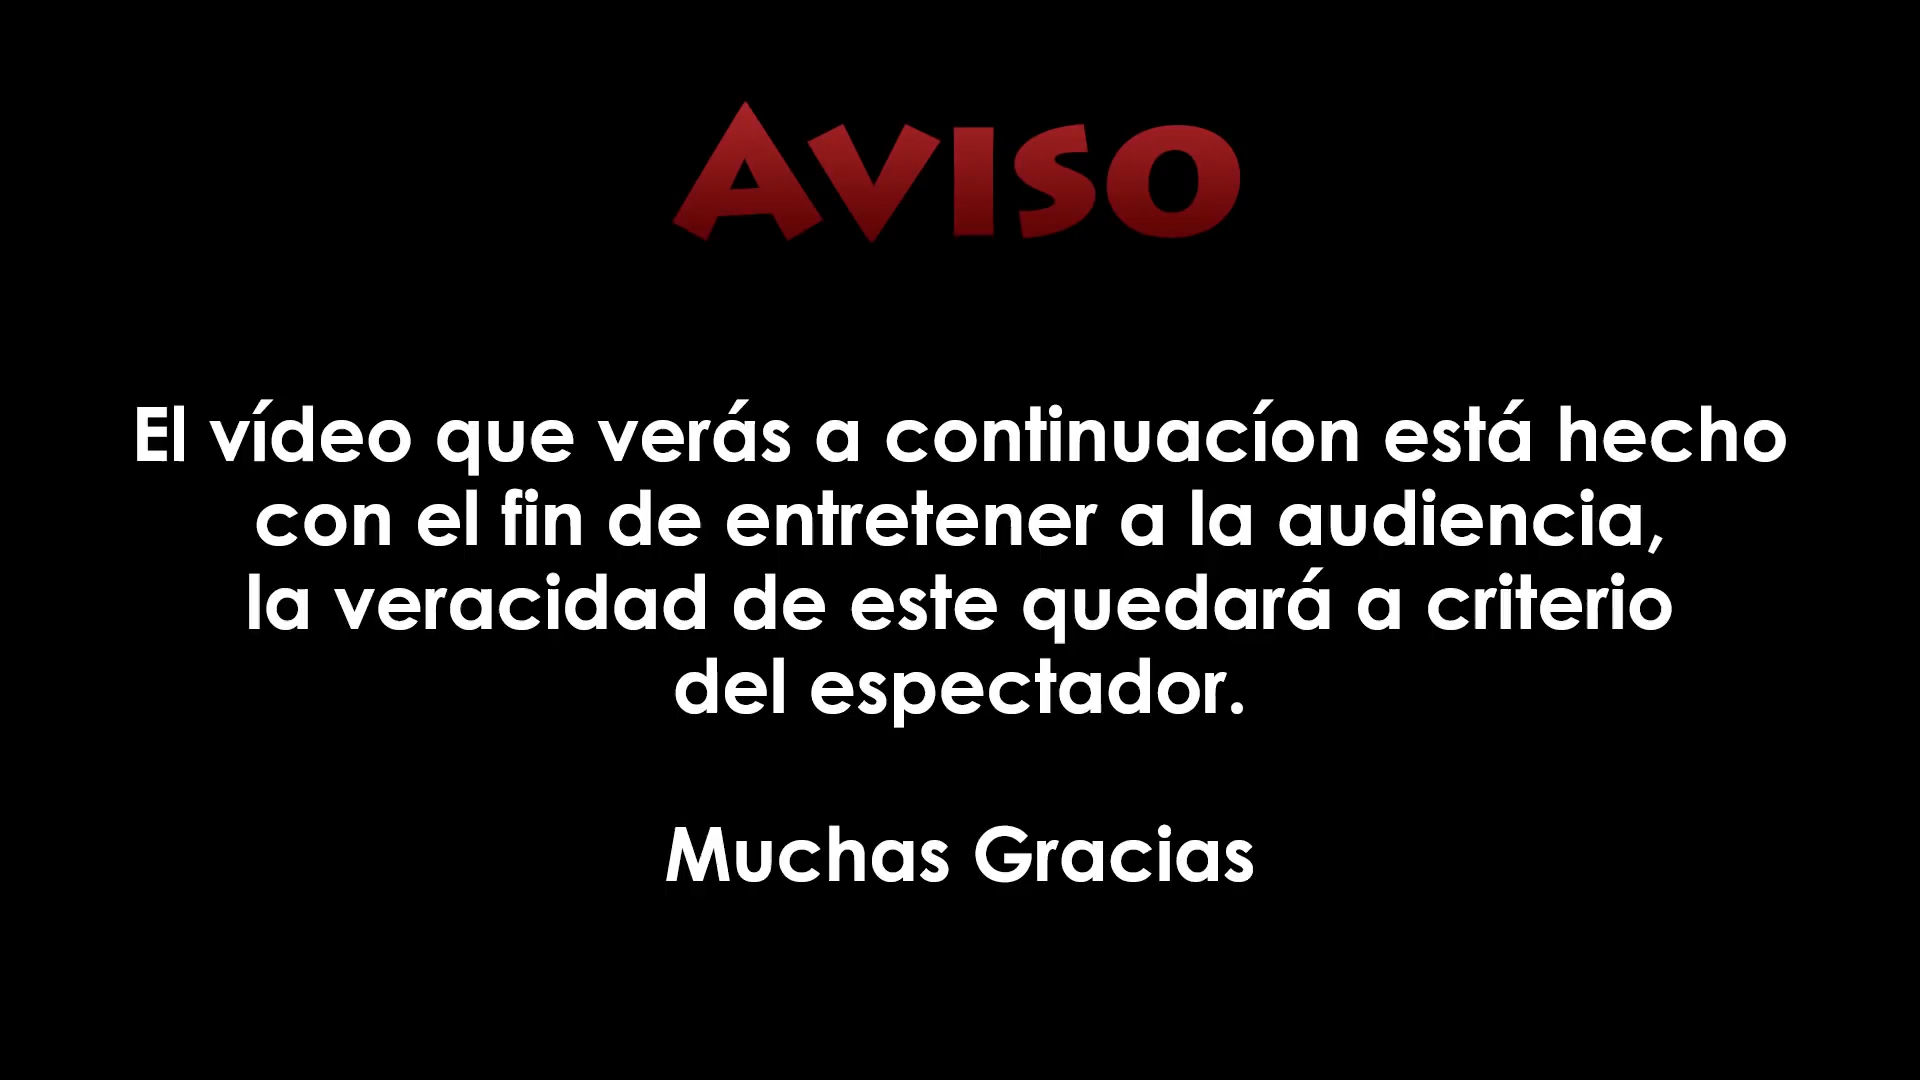 Aviso
El vídeo que verás a continuacíon está hecho
con el fin de entretener a la audiencia,
la veracidad de este quedará a criterio
del espectador.
Muchas Gracias